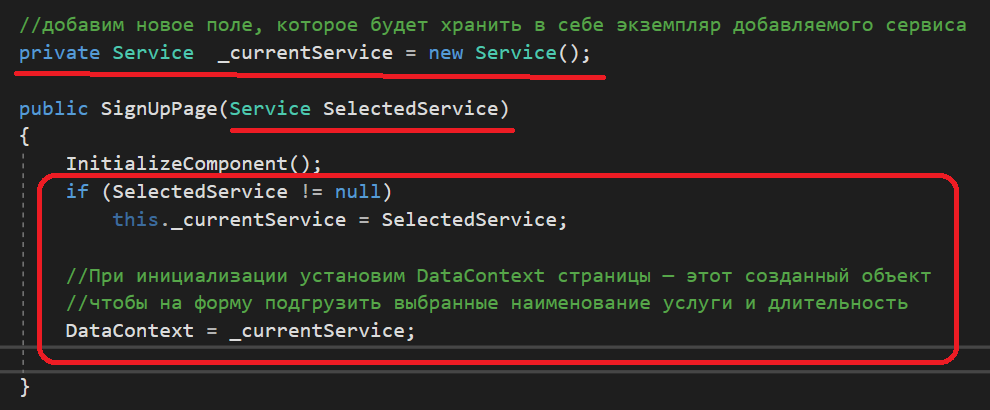 //добавим новое поле, которое будет хранить в себе экземпляр добавляемого сервиса
private Service  _currentService = new Service();
public SignUpPage(Service SelectedService)
{
InitializeComponent();
if (SelectedService != null)
this._currentService = SelectedService;
//При инициализации установим DataContext страницы — этот созданный объект
//чтобы на форму подгрузить выбранные наименование услуги и длительность
DataContext = _currentService;
}